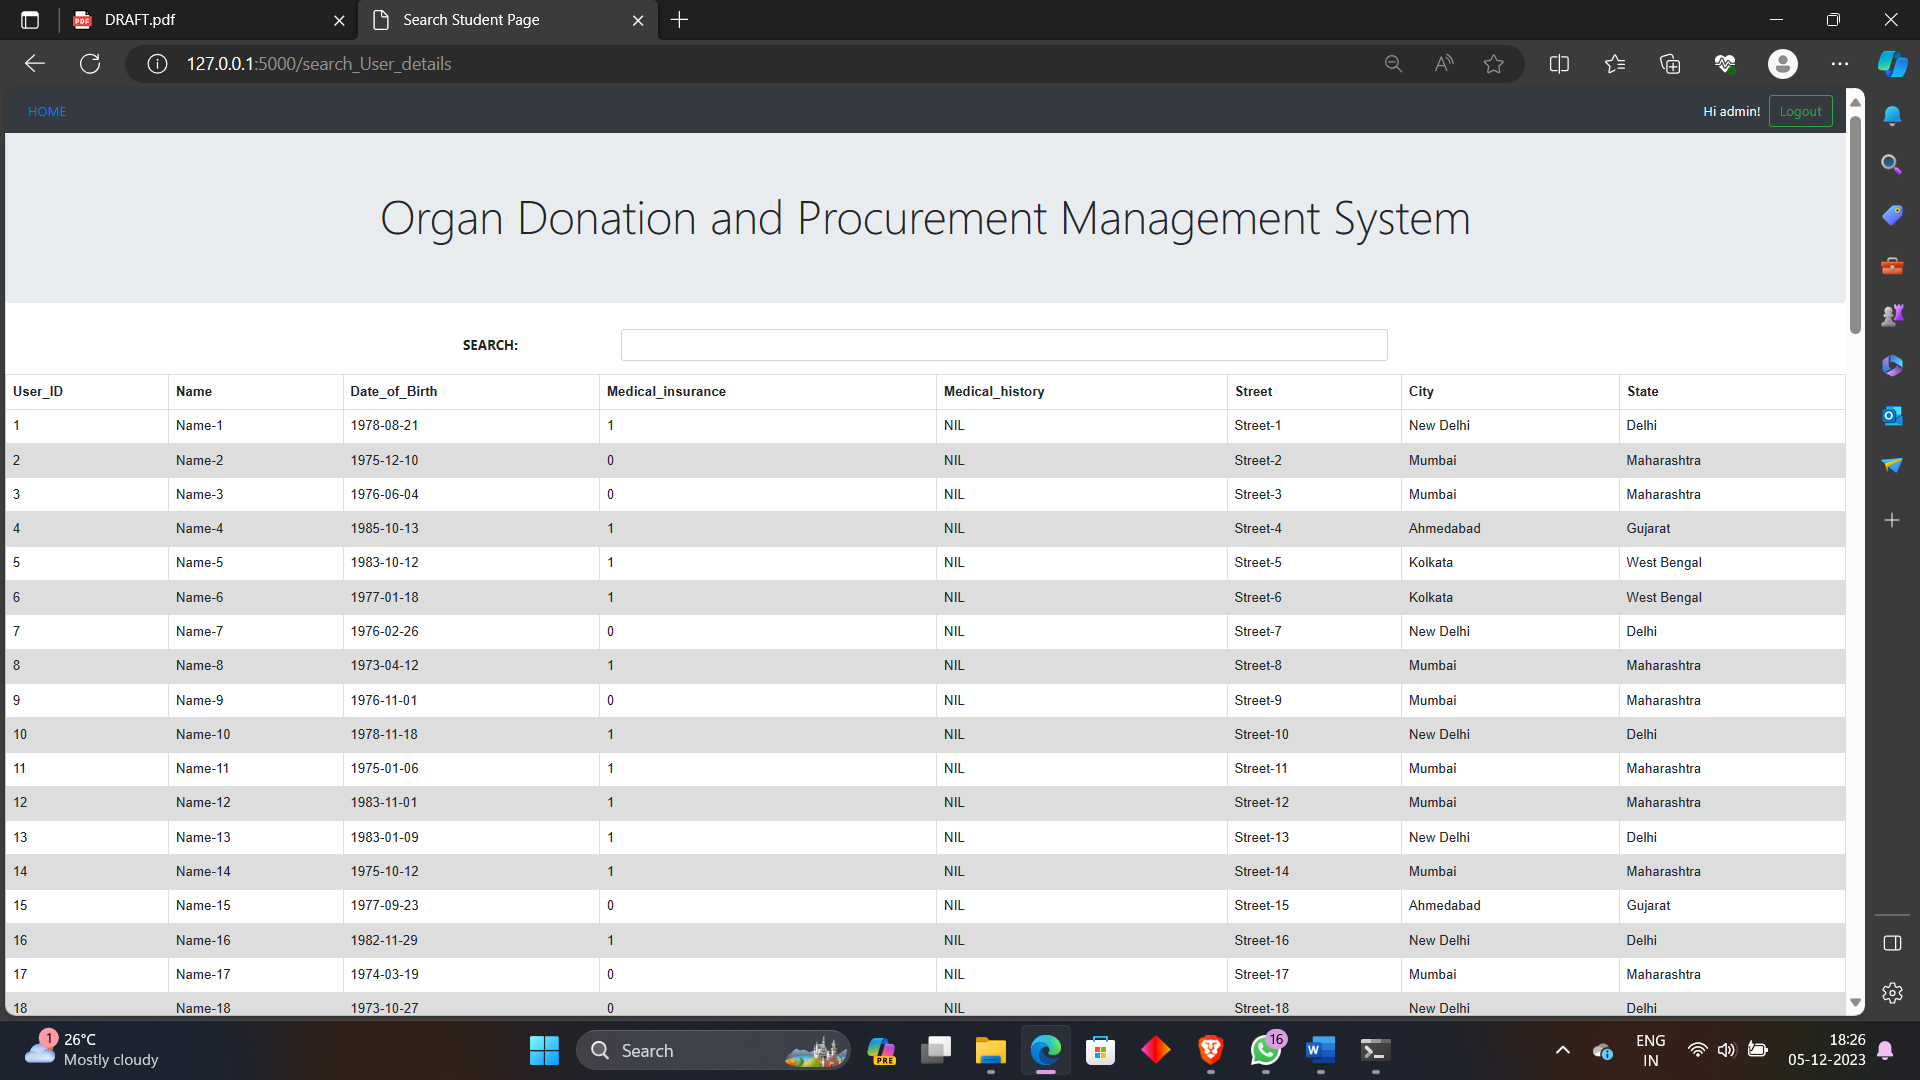 DRAFT.pdf
Search Student Page
127.0.0.1:5000/search_User_details
HOME
Hi admin!
Logout
Organ Donation and Procurement Management System
SEARCH:
User_ID Name Date_of_Birth Medical_insurance Medical_history Street City State
1 Name-1 1978-08-21 1 NIL Street-1 New Delhi Delhi
2 Name-2 1975-12-10 0 NIL Street-2 Mumbai Maharashtra
3 Name-3 1976-06-04 0 NIL Street-3 Mumbai Maharashtra
4 Name-4 1985-10-13 1 NIL Street-4 Ahmedabad Gujarat
5 Name-5 1983-10-12 1 NIL Street-5 Kolkata West Bengal
6 Name-6 1977-01-18 1 NIL Street-6 Kolkata West Bengal
7 Name-7 1976-02-26 0 NIL Street-7 New Delhi Delhi
8 Name-8 1973-04-12 1 NIL Street-8 Mumbai Maharashtra
9 Name-9 1976-11-01 0 NIL Street-9 Mumbai Maharashtra
10 Name-10 1978-11-18 1 NIL Street-10 New Delhi Delhi
11 Name-11 1975-01-06 1 NIL Street-11 Mumbai Maharashtra
12 Name-12 1983-11-01 1 NIL Street-12 Mumbai Maharashtra
13 Name-13 1983-01-09 1 NIL Street-13 New Delhi Delhi
14 Name-14 1975-10-12 1 NIL Street-14 Mumbai Maharashtra
15 Name-15 1977-09-23 0 NIL Street-15 Ahmedabad Gujarat
16 Name-16 1982-11-29 1 NIL Street-16 New Delhi Delhi
17 Name-17 1974-03-19 0 NIL Street-17 Mumbai Maharashtra
18 Name-18 1973-10-27 0 NIL Street-18 New Delhi Delhi
1
26°C
Mostly cloudy
Search
PRE
16
ENG
IN
18:26
05-12-2023